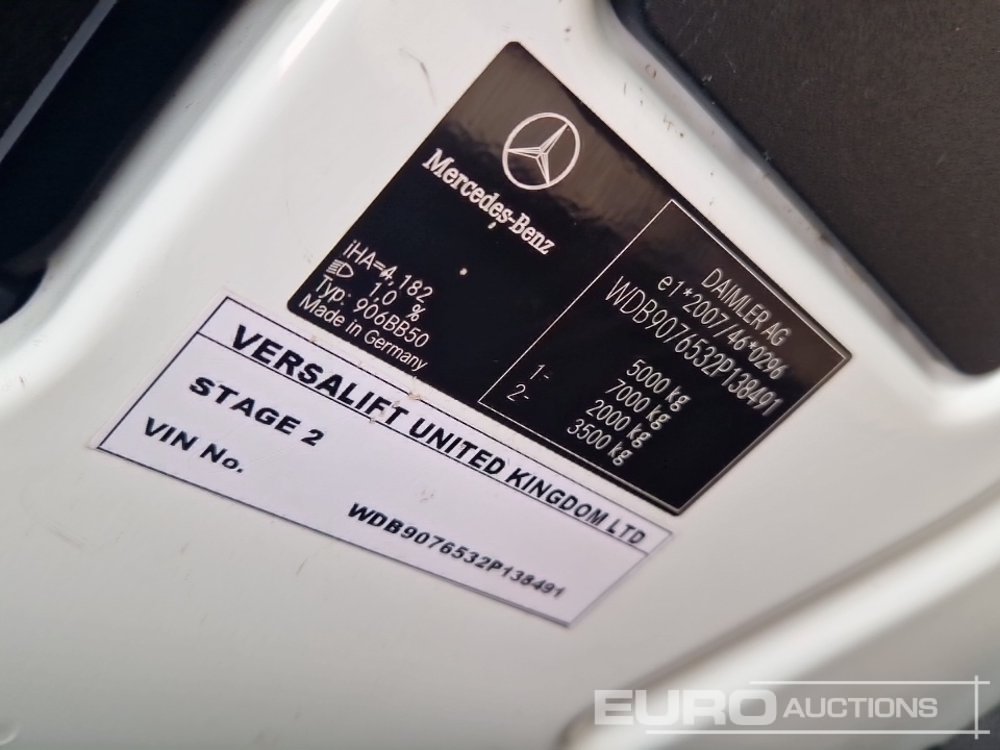 Mercedes-Benz
iHA=4,182
1,0 %
Typ: 906BB50
Made in Germany
DAIMLER AG
e1*2007/46*0296
WDB9076532P138491
5000 kg
7000 kg
1- 2000 kg
2- 3500 kg
VERSALIFT UNITED KINGDOM LTD
STAGE 2
VIN No.
WDB9076532P138491
EURO AUCTIONS